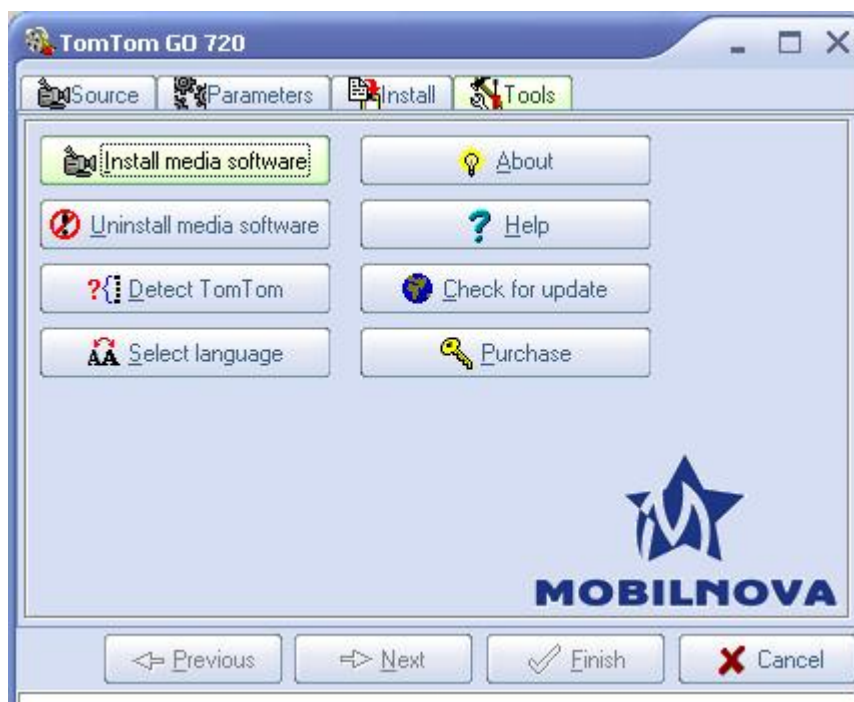 TomTom GO 720
Source Parameters Install Tools
Install media software About
Uninstall media software Help
Detect TomTom Check for update
Select language Purchase
MOBILNOVA
Previous Next Finish Cancel